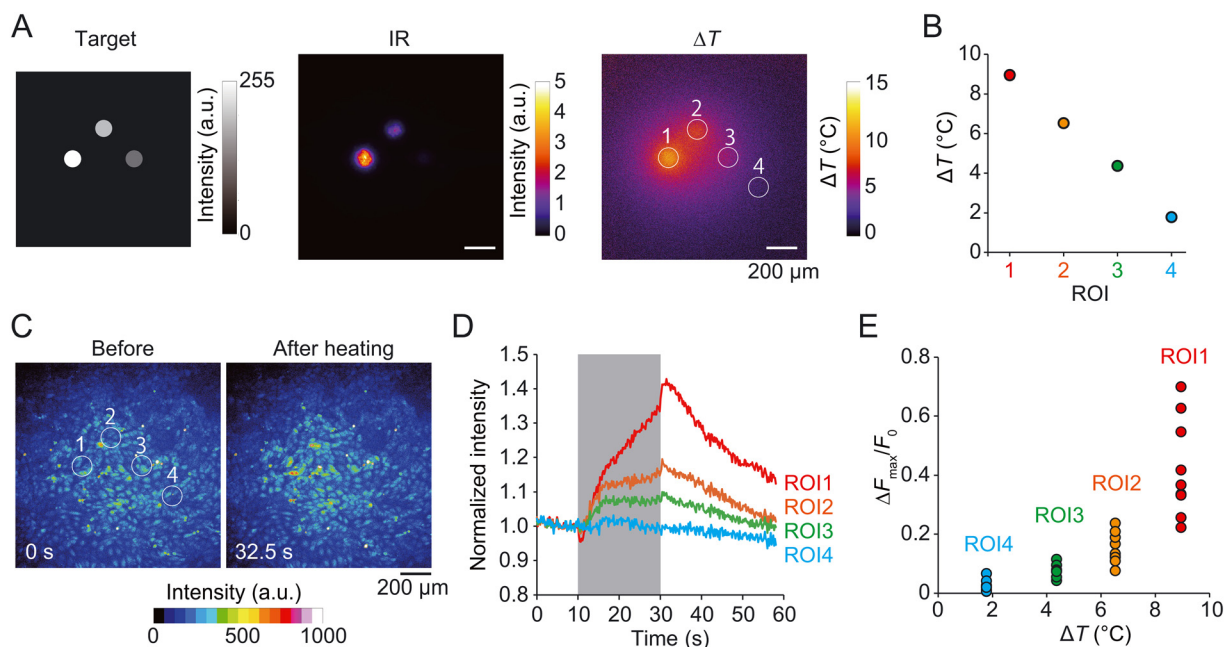 A
Target
255
Intensity (a.u.)
0
IR
5
4
3
2
1
0
Intensity (a.u.)
ΔT
1
2
3
4
15
10
5
0
ΔT (°C)
200 μm
B
10
8
6
4
2
0
ΔT (°C)
1 2 3 4
ROI
C
Before
After heating
1
2
3
4
0 s
32.5 s
200 μm
Intensity (a.u.)
0 500 1000
D
1.5
1.4
1.3
1.2
1.1
1.0
0.9
0.8
Normalized intensity
ROI1
ROI2
ROI3
ROI4
0 10 20 30 40 50 60
Time (s)
E
0.8
0.6
0.4
0.2
0
ΔFmax/F0
ROI1
ROI2
ROI3
ROI4
0 2 4 6 8 10
ΔT (°C)